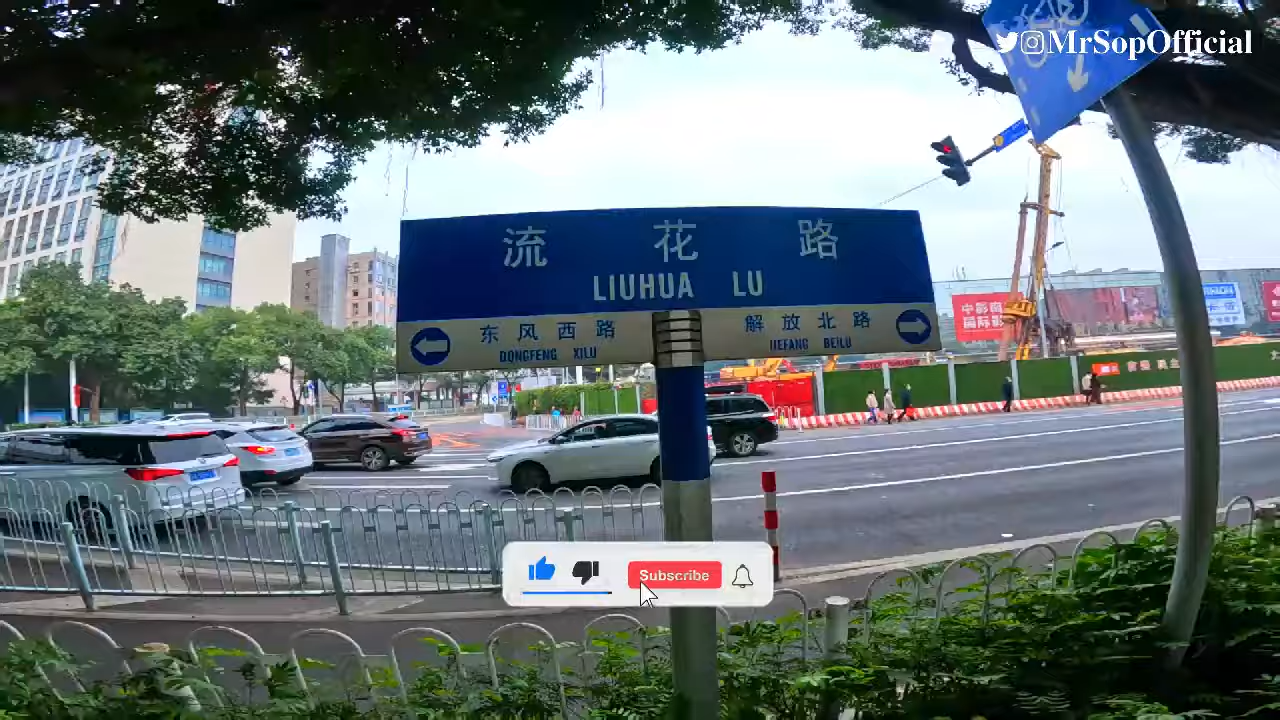 MrSopOfficial
流花路
LIUHUA LU
东风西路
DONGFENG XILU
解放北路
JIEFANG BEILU
Subscribe